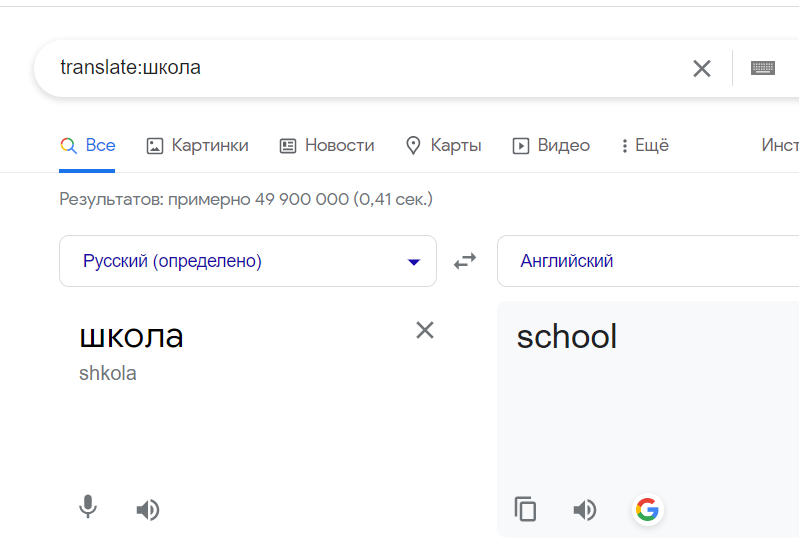 translate:школа
Все Картинки Новости Карты Видео Ещё
Результатов: примерно 49 900 000 (0,41 сек.)
Русский (определено) Английский
школа school
shkola